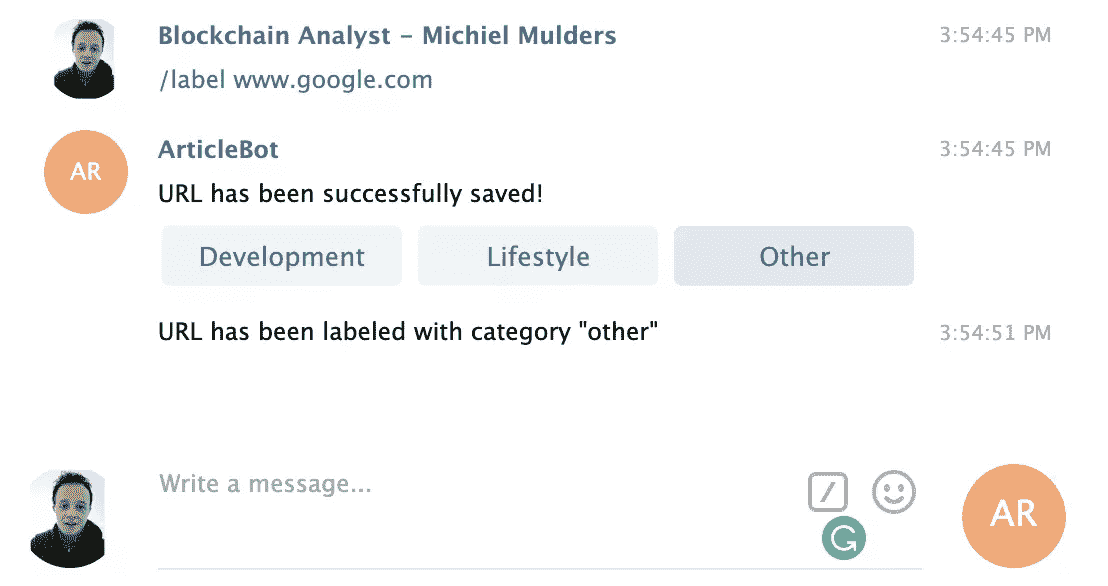 Blockchain Analyst – Michiel Mulders 3:54:45 PM
/label www.google.com
ArticleBot 3:54:45 PM
AR
URL has been successfully saved!
Development Lifestyle Other
URL has been labeled with category "other" 3:54:51 PM
Write a message...
AR